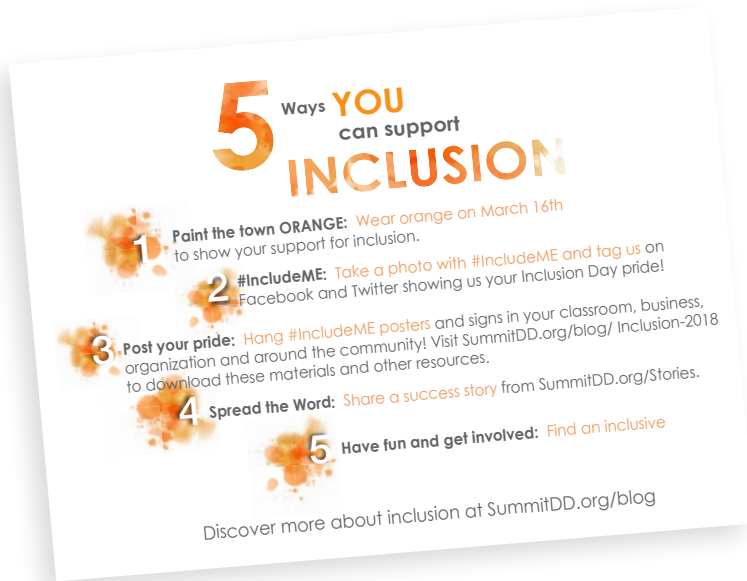 5 Ways YOU
can support
INCLUSION
1 Paint the town ORANGE: Wear orange on March 16th
to show your support for inclusion.
2 #IncludeME: Take a photo with #IncludeME and tag us on
Facebook and Twitter showing us your Inclusion Day pride!
3 Post your pride: Hang #IncludeME posters and signs in your classroom, business,
organization and around the community! Visit SummitDD.org/blog/ Inclusion-2018
to download these materials and other resources.
4 Spread the Word: Share a success story from SummitDD.org/Stories.
5 Have fun and get involved: Find an inclusive
Discover more about inclusion at SummitDD.org/blog